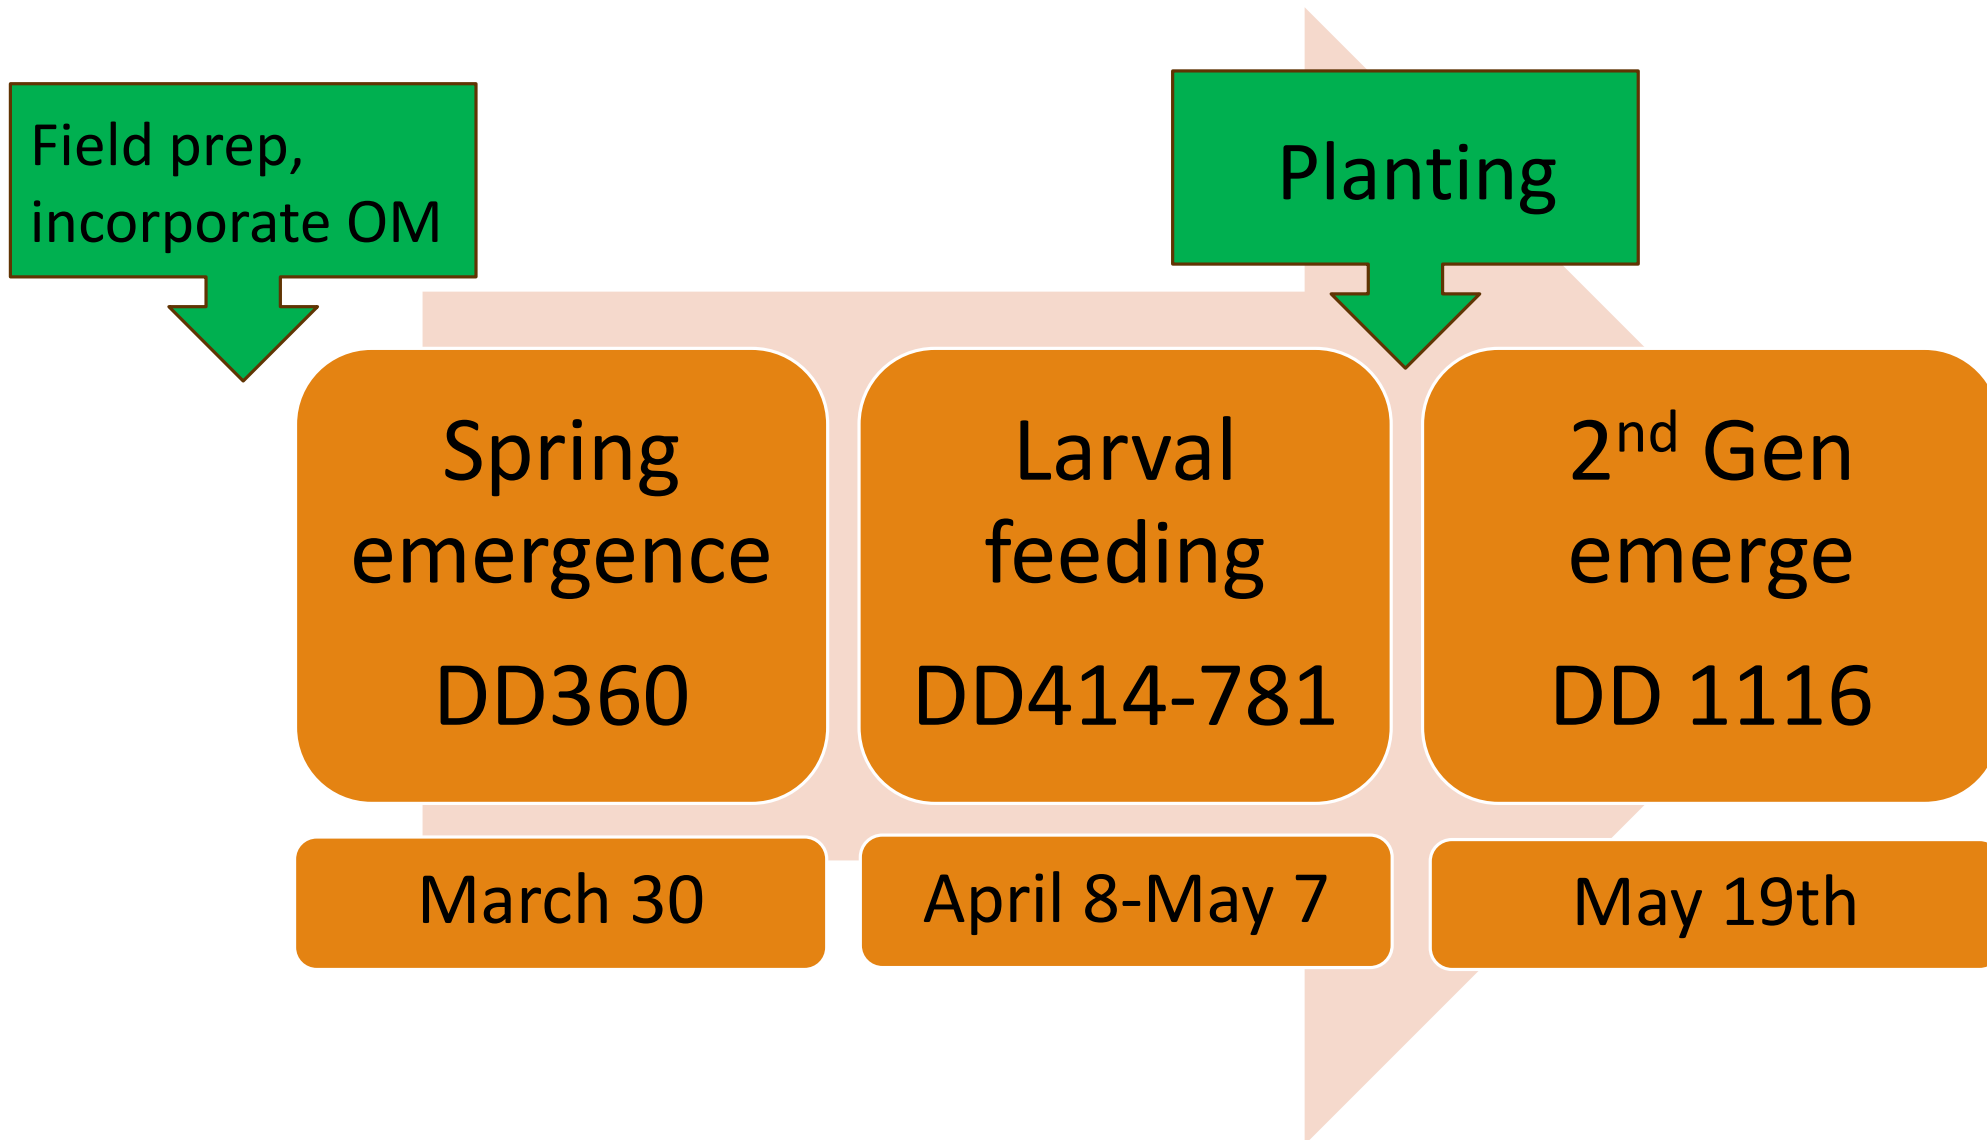 Field prep,
incorporate OM
Planting
Spring
emergence
DD360
Larval
feeding
DD414-781
2nd Gen
emerge
DD 1116
March 30
April 8-May 7
May 19th